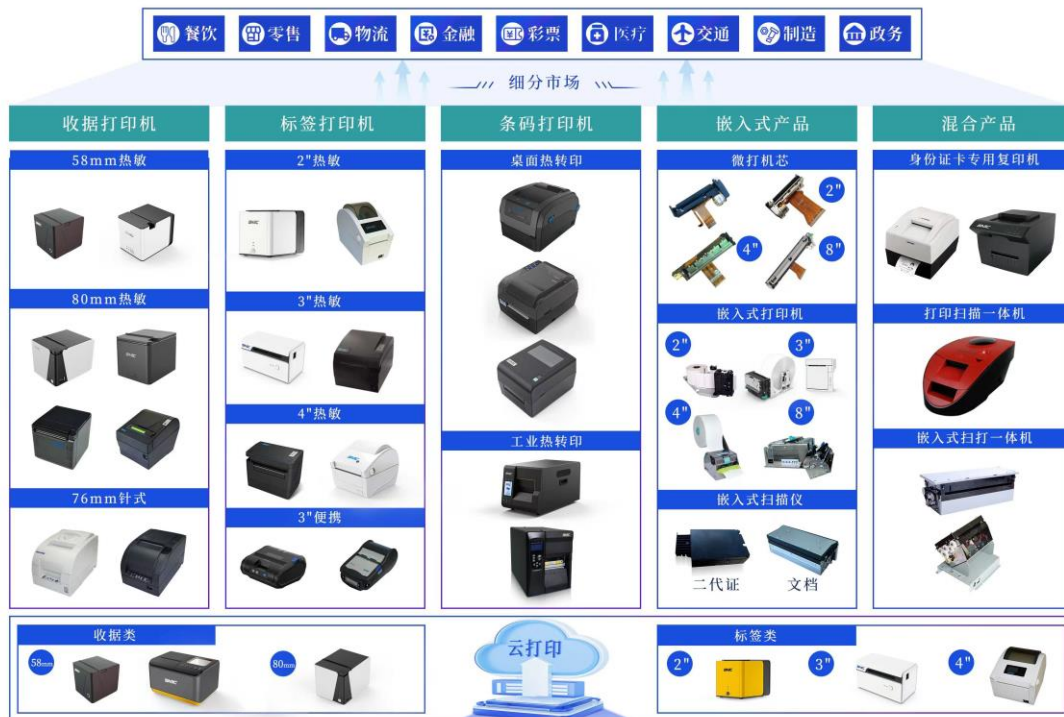 餐饮 零售 物流 金融 彩票 医疗 交通 制造 政务
细分市场
收据打印机
58mm热敏
80mm热敏
76mm针式
标签打印机
2"热敏
3"热敏
4"热敏
3"便携
条码打印机
桌面热转印
工业热转印
嵌入式产品
微打机芯
2"
4"
8"
嵌入式打印机
2"
3"
4"
8"
嵌入式扫描仪
二代证
文档
混合产品
身份证卡专用复印机
打印扫描一体机
嵌入式扫打一体机
收据类
58mm
80mm
云打印
标签类
2"
3"
4"